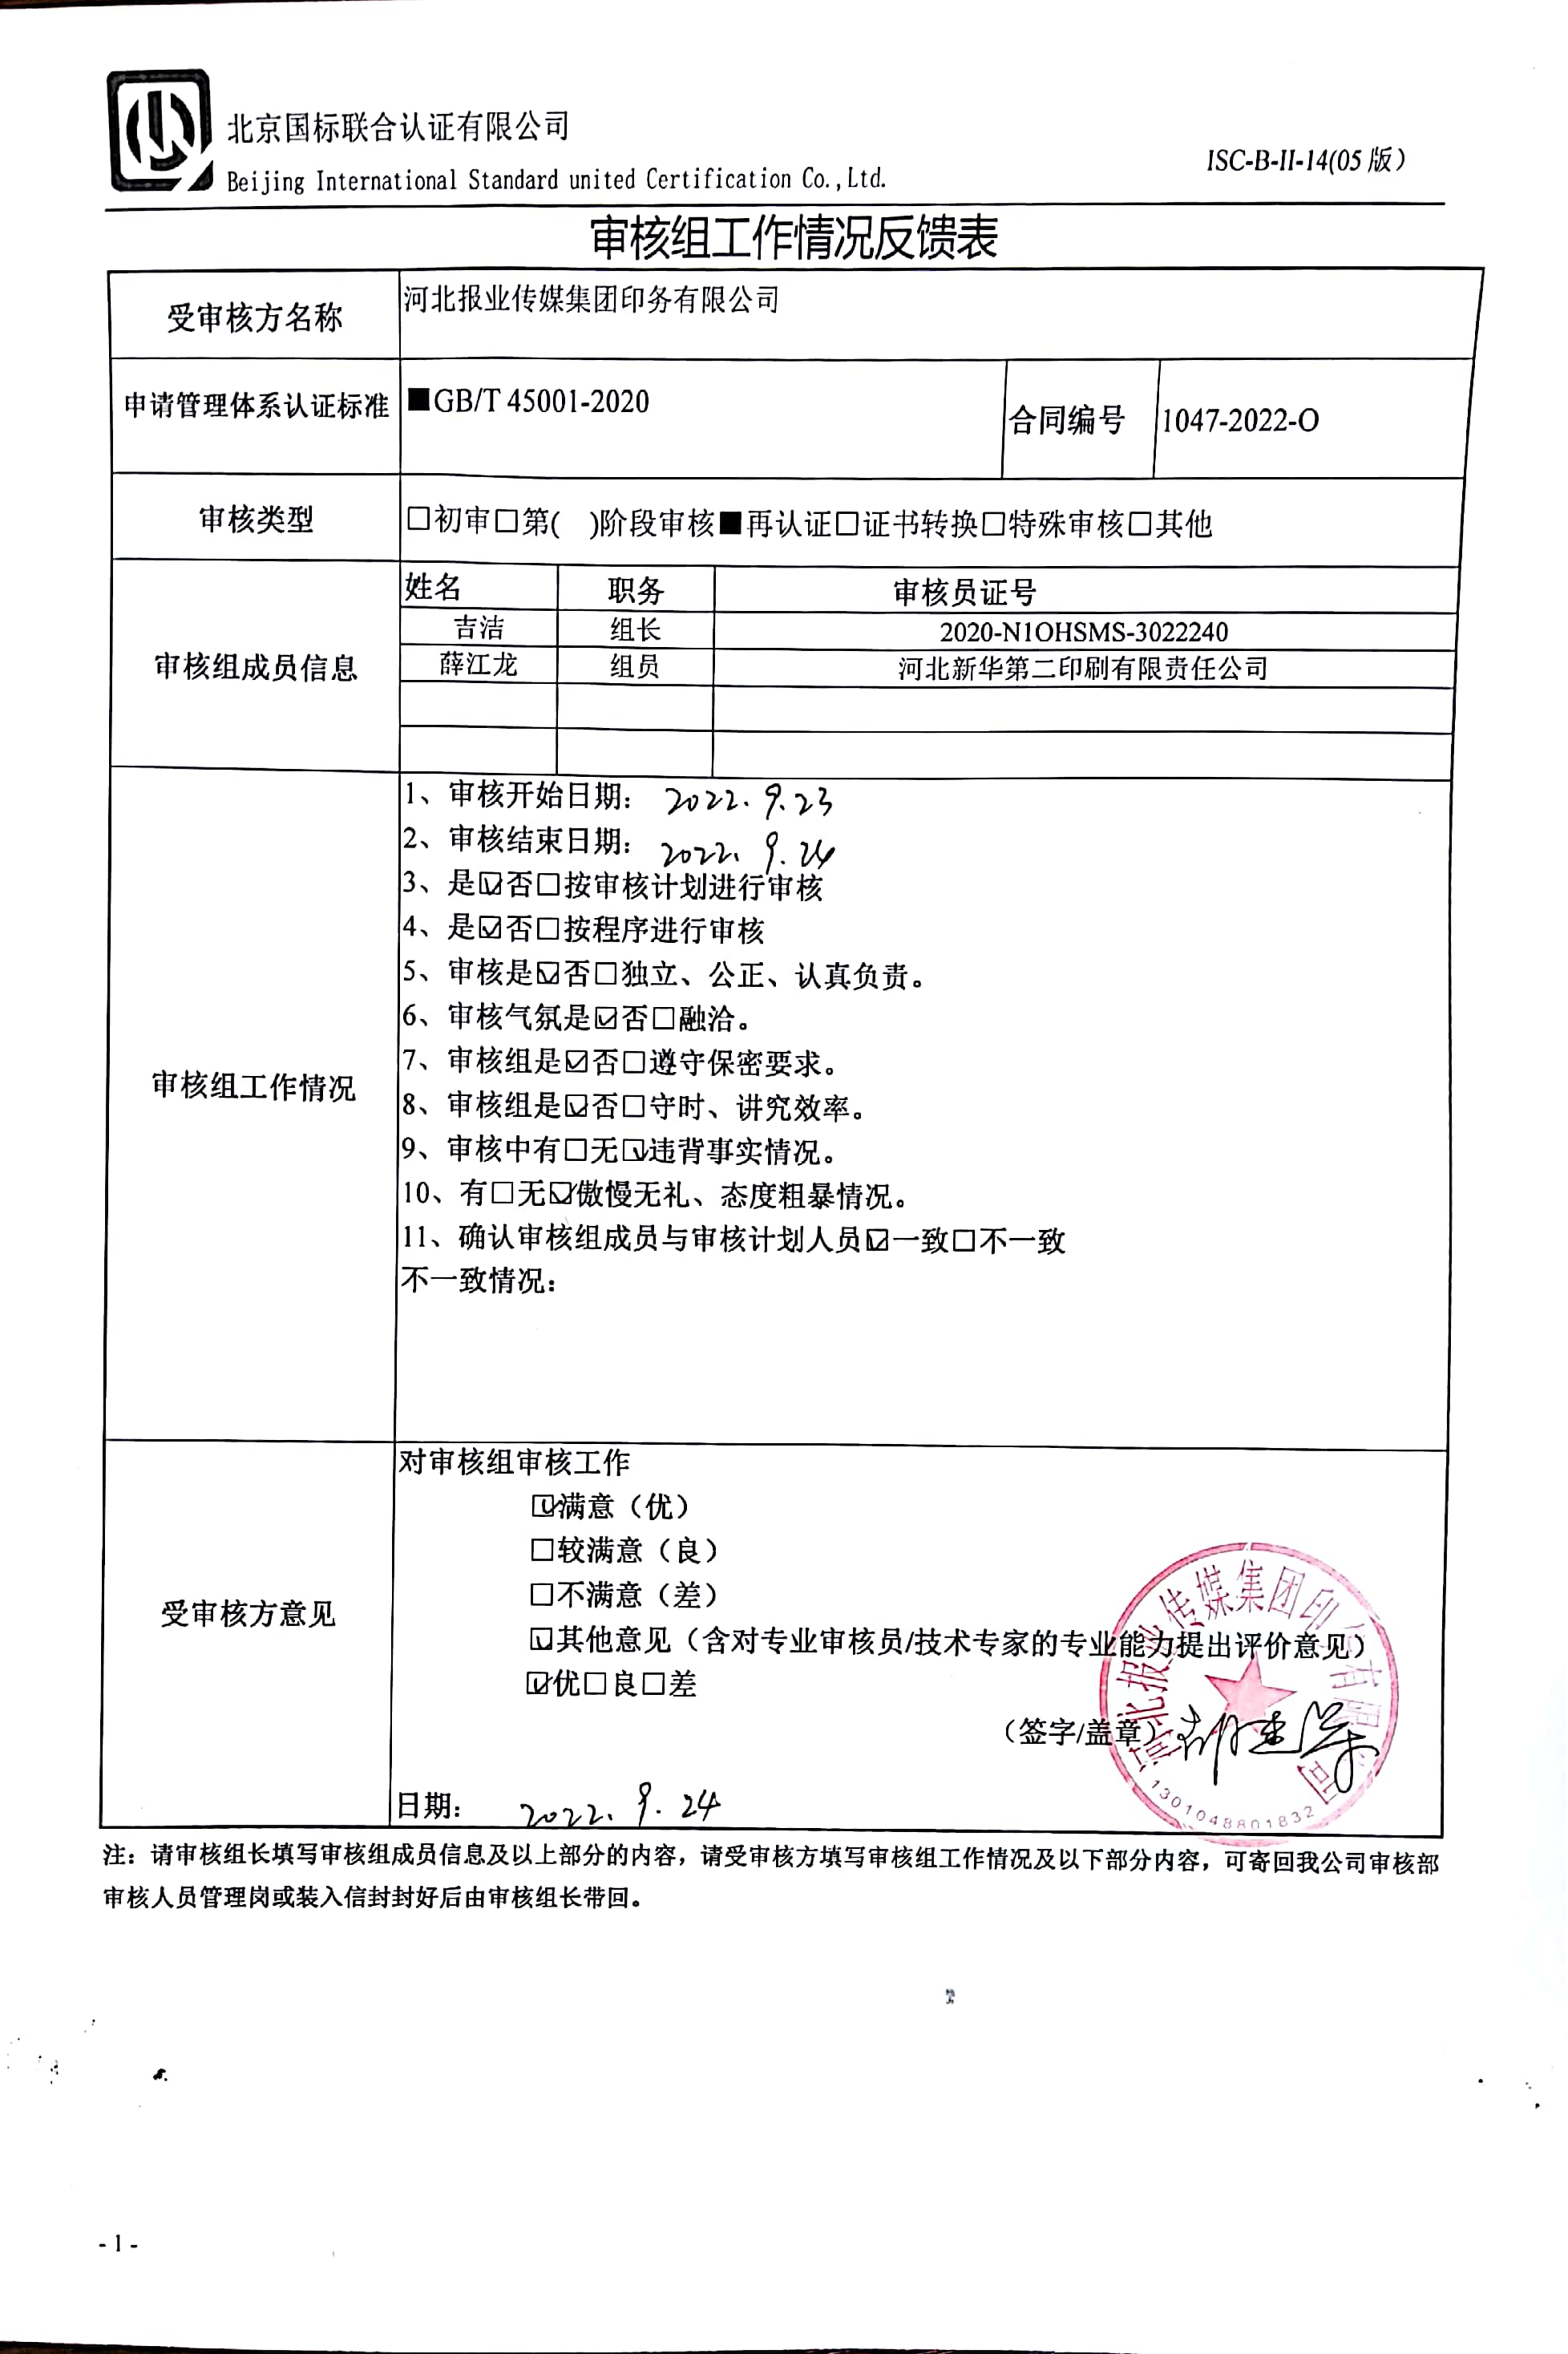 北京国标联合认证有限公司
Beijing International Standard united Certification Co.,Ltd.
ISC-B-II-14(05版)
审核组工作情况反馈表
受审核方名称 河北报业传媒集团印务有限公司
申请管理体系认证标准 ■GB/T 45001-2020 合同编号 1047-2022-O
审核类型 □初审□第( )阶段审核■再认证□证书转换□特殊审核□其他
审核组成员信息
姓名 职务 审核员证号
吉洁 组长 2020-N1OHSMS-3022240
薛江龙 组员 河北新华第二印刷有限责任公司
审核组工作情况
1、审核开始日期： 2022.9.23
2、审核结束日期： 2022.9.24
3、是☑否□按审核计划进行审核
4、是☑否□按程序进行审核
5、审核是☑否□独立、公正、认真负责。
6、审核气氛是☑否□融洽。
7、审核组是☑否□遵守保密要求。
8、审核组是☑否□守时、讲究效率。
9、审核中有□无☑违背事实情况。
10、有□无☑傲慢无礼、态度粗暴情况。
11、确认审核组成员与审核计划人员☑一致□不一致
不一致情况：
受审核方意见
对审核组审核工作
☑满意（优）
□较满意（良）
□不满意（差）
☑其他意见（含对专业审核员/技术专家的专业能力提出评价意见）
☑优□良□差
（签字/盖章）
河北报业传媒集团印务有限公司
1301048801832
日期： 2022.9.24
注：请审核组长填写审核组成员信息及以上部分的内容，请受审核方填写审核组工作情况及以下部分内容，可寄回我公司审核部
审核人员管理岗或装入信封封好后由审核组长带回。
- 1 -